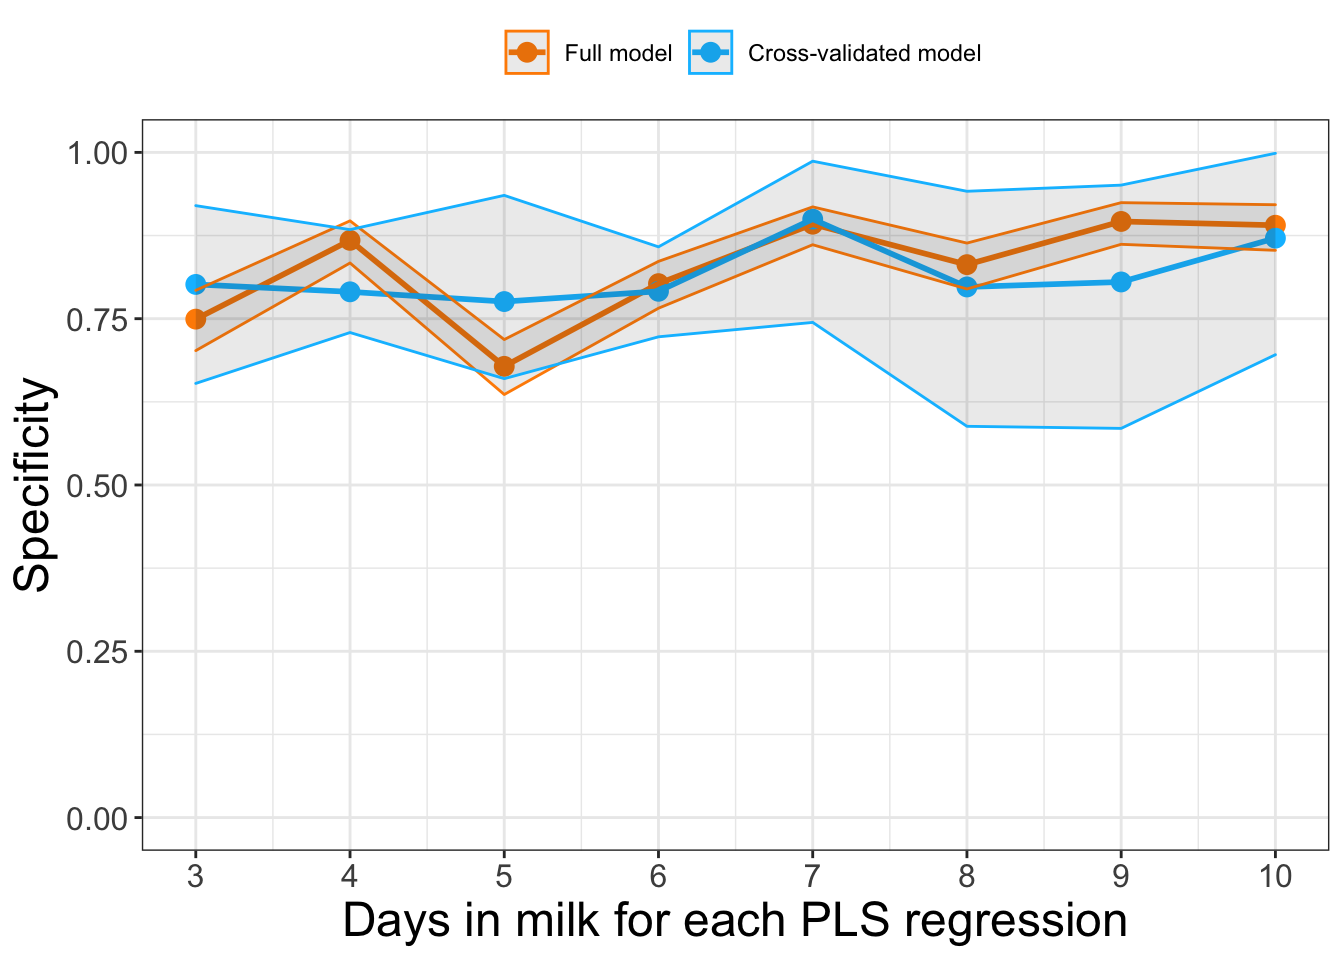 Full model
Cross-validated model
1.00
0.75
0.50
0.25
0.00
Specificity
3 4 5 6 7 8 9 10
Days in milk for each PLS regression